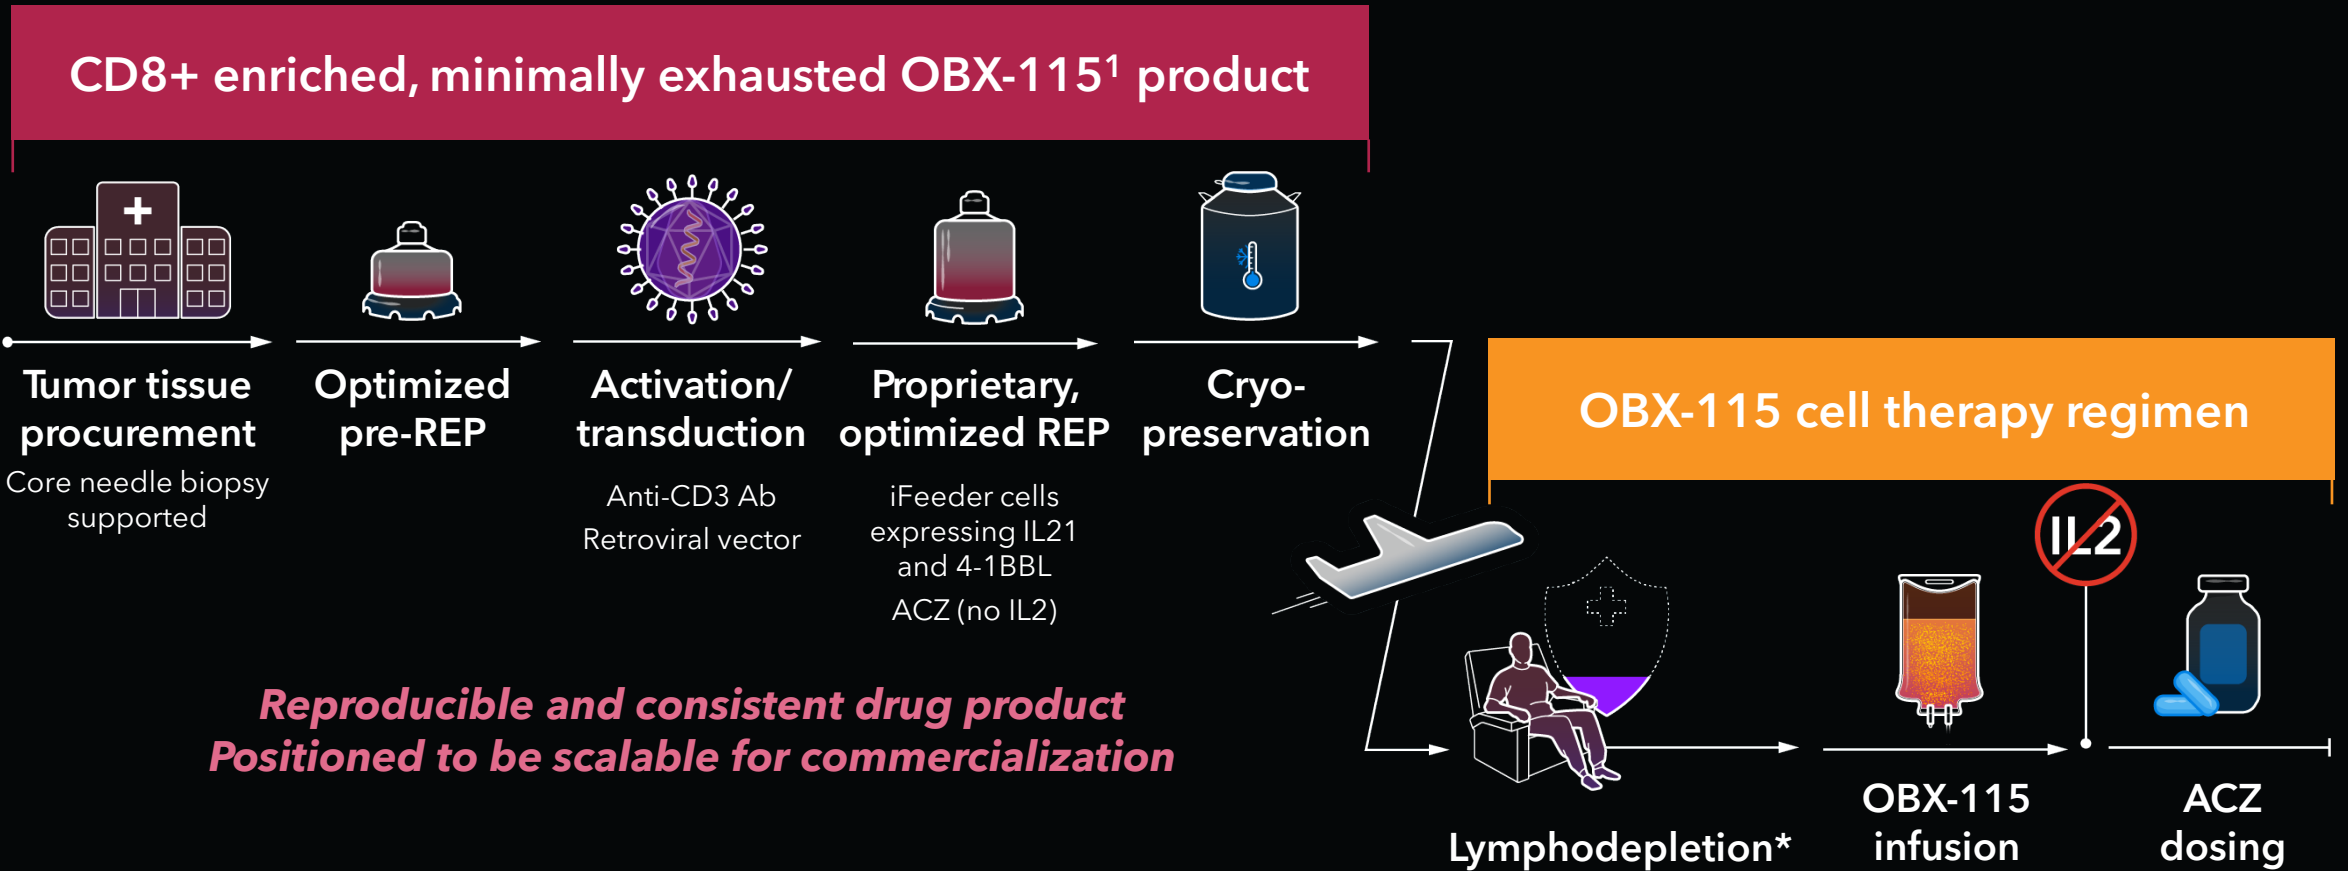 CD8+ enriched, minimally exhausted OBX-115¹ product
Tumor tissue
procurement
Core needle biopsy
supported
Optimized
pre-REP
Activation/
transduction
Anti-CD3 Ab
Retroviral vector
Proprietary,
optimized REP
iFeeder cells
expressing IL21
and 4-1BBL
ACZ (no IL2)
Cryo-
preservation
Reproducible and consistent drug product
Positioned to be scalable for commercialization
OBX-115 cell therapy regimen
Lymphodepletion*
OBX-115
infusion
IL2
ACZ
dosing